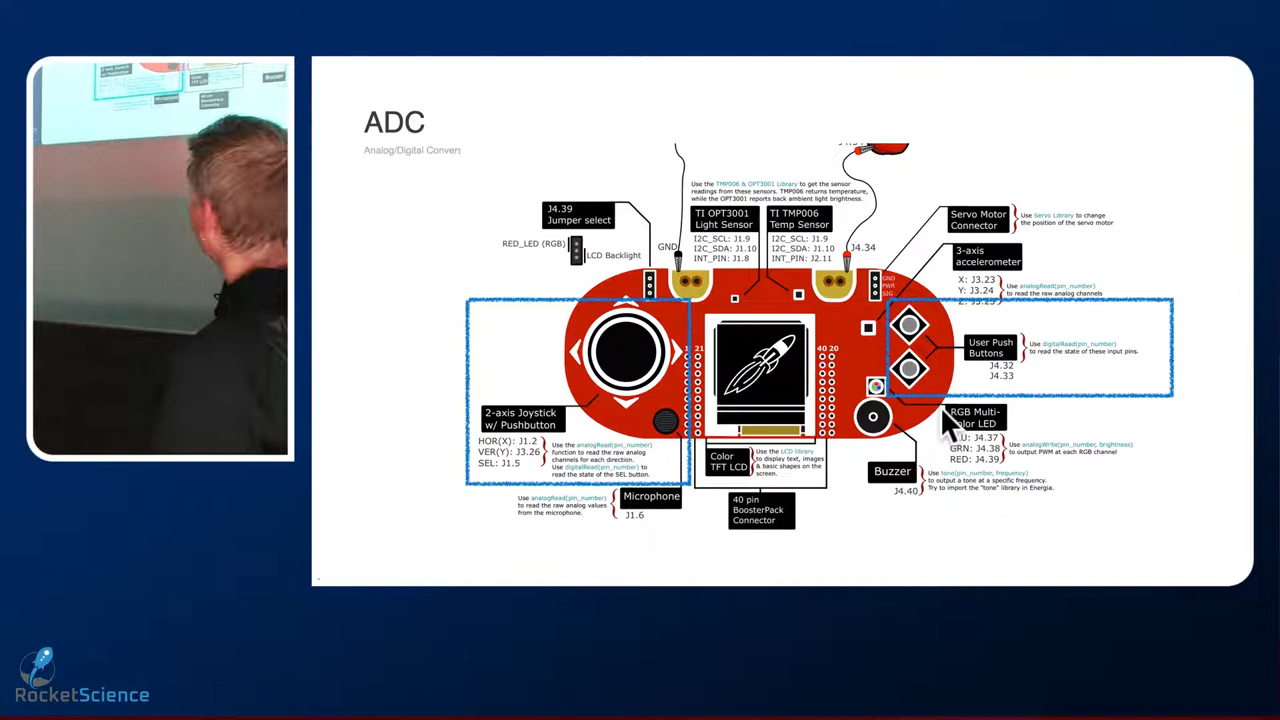 ADC
Analog/Digital Convers
Use the TMP006 & OPT3001 Library to get the sensor
readings from these sensors. TMP006 returns temperature,
while the OPT3001 reports back ambient light brightness.
J4.39
Jumper select
RED_LED (RGB)
LCD Backlight
GND
TI OPT3001
Light Sensor
I2C_SCL: J1.9
I2C_SDA: J1.10
INT_PIN: J1.8
TI TMP006
Temp Sensor
I2C_SCL: J1.9
I2C_SDA: J1.10
INT_PIN: J2.11
J4.34
Servo Motor
Connector
Use Servo Library to change
the position of the servo motor
3-axis
accelerometer
X: J3.23
Y: J3.24
Use analogRead(pin_number)
to read the raw analog channels
GND
PWR
SIG
User Push
Buttons
J4.32
J4.33
Use digitalRead(pin_number)
to read the state of these input pins.
21
40 20
2-axis Joystick
w/ Pushbutton
HOR(X): J1.2
VER(Y): J3.26
SEL: J1.5
Use the analogRead(pin_number)
function to read the raw analog
channels for each direction.
Use digitalRead(pin_number) to
read the state of the SEL button.
Use analogRead(pin_number)
to read the raw analog values
from the microphone.
Microphone
J1.6
Color
TFT LCD
Use the LCD library
to display text, images
& basic shapes on the
screen.
40 pin
BoosterPack
Connector
Buzzer
J4.40
Use tone(pin_number, frequency)
to output a tone at a specific frequency.
Try to import the "tone" library in Energia.
RGB Multi-
LED
J4.37
GRN: J4.38
RED: J4.39
Use analogWrite(pin_number, brightness)
to output PWM at each RGB channel
Buzzer
Microphone
RocketScience